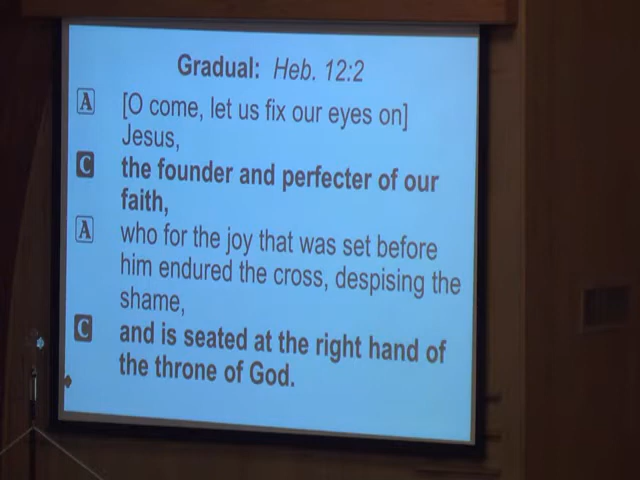 Gradual: Heb. 12:2
A [O come, let us fix our eyes on]
Jesus,
C the founder and perfecter of our
faith,
A who for the joy that was set before
him endured the cross, despising the
shame,
C and is seated at the right hand of
the throne of God.